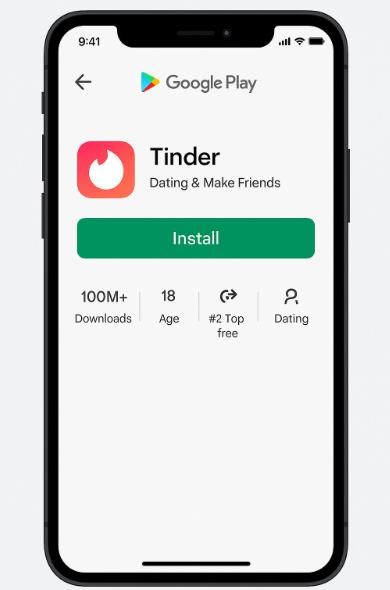 9:41
Google Play
Tinder
Dating & Make Friends
Install
100M+
Downloads
18
Age
#2 Top
free
Dating